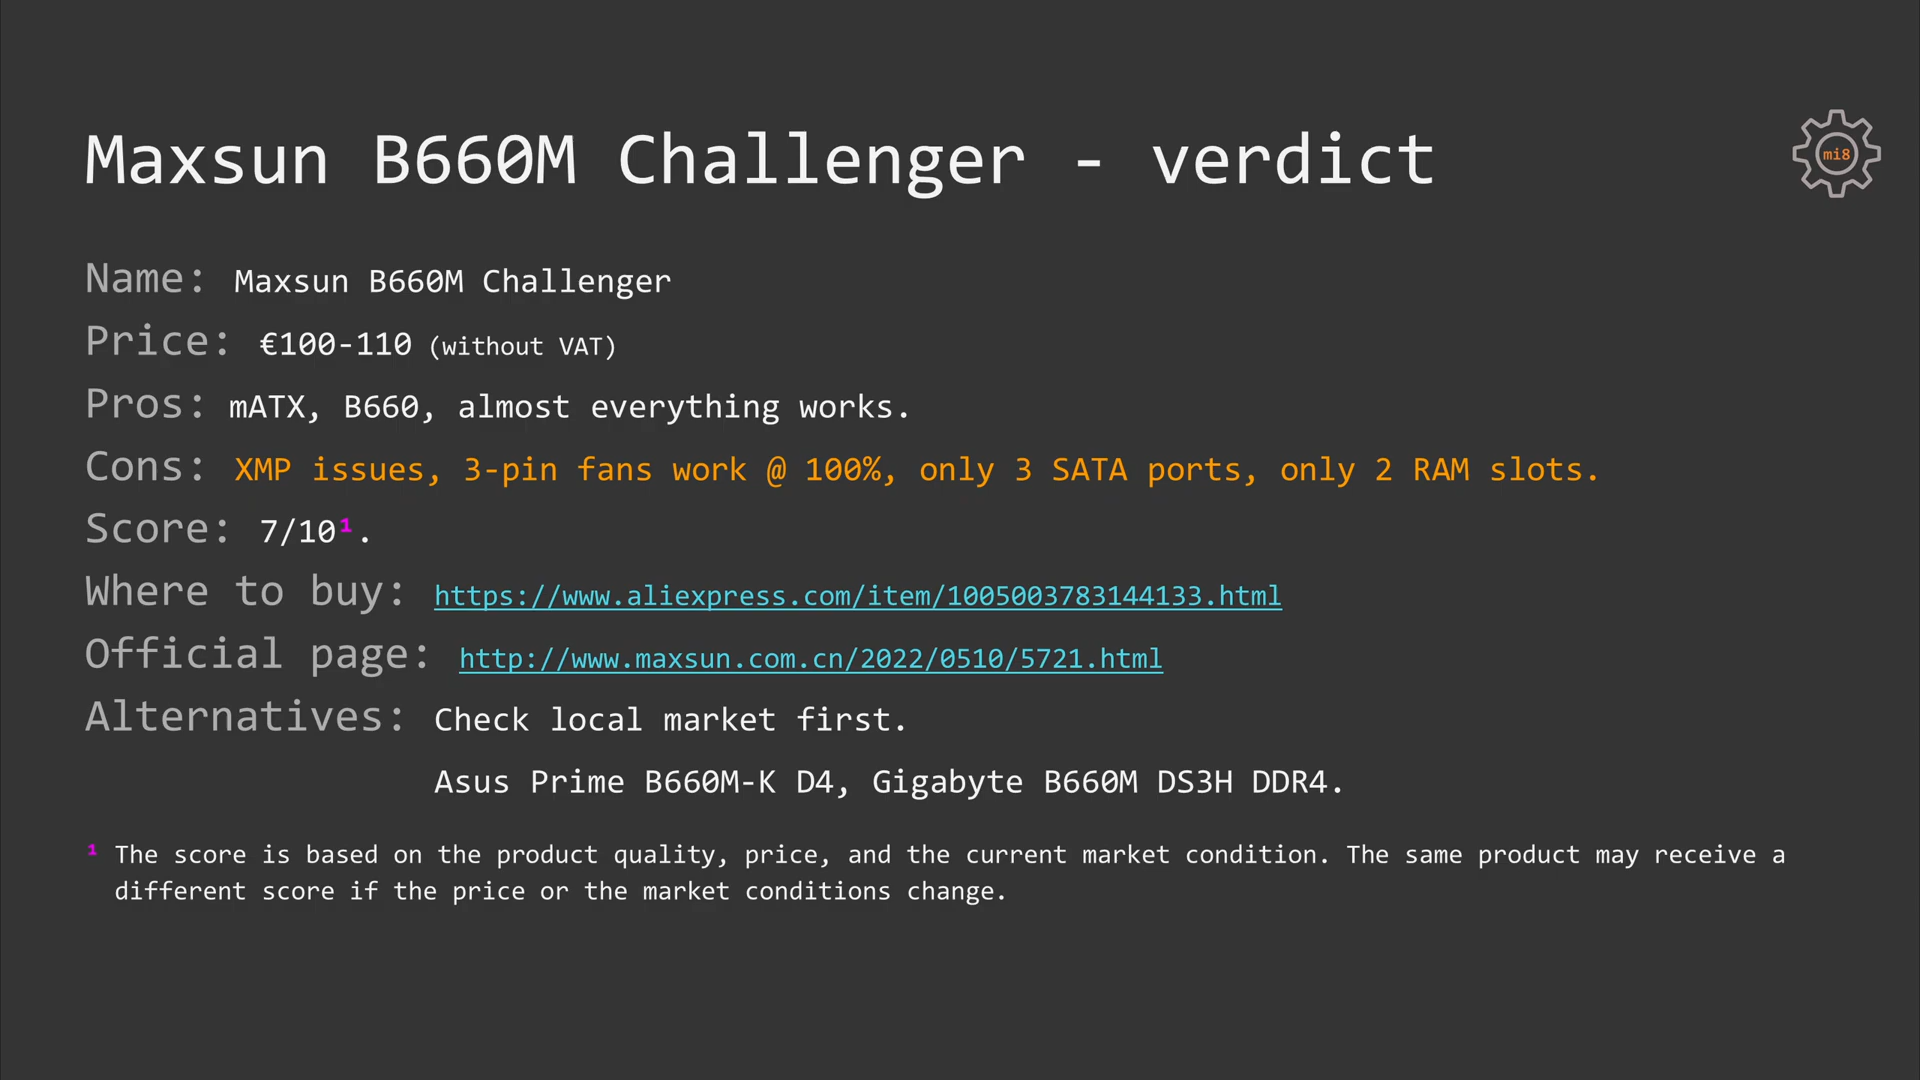 Maxsun B660M Challenger - verdict
mi8
Name: Maxsun B660M Challenger
Price: €100-110 (without VAT)
Pros: mATX, B660, almost everything works.
Cons: XMP issues, 3-pin fans work @ 100%, only 3 SATA ports, only 2 RAM slots.
Score: 7/10¹.
Where to buy: https://www.aliexpress.com/item/1005003783144133.html
Official page: http://www.maxsun.com.cn/2022/0510/5721.html
Alternatives: Check local market first.
Asus Prime B660M-K D4, Gigabyte B660M DS3H DDR4.
¹ The score is based on the product quality, price, and the current market condition. The same product may receive a
different score if the price or the market conditions change.